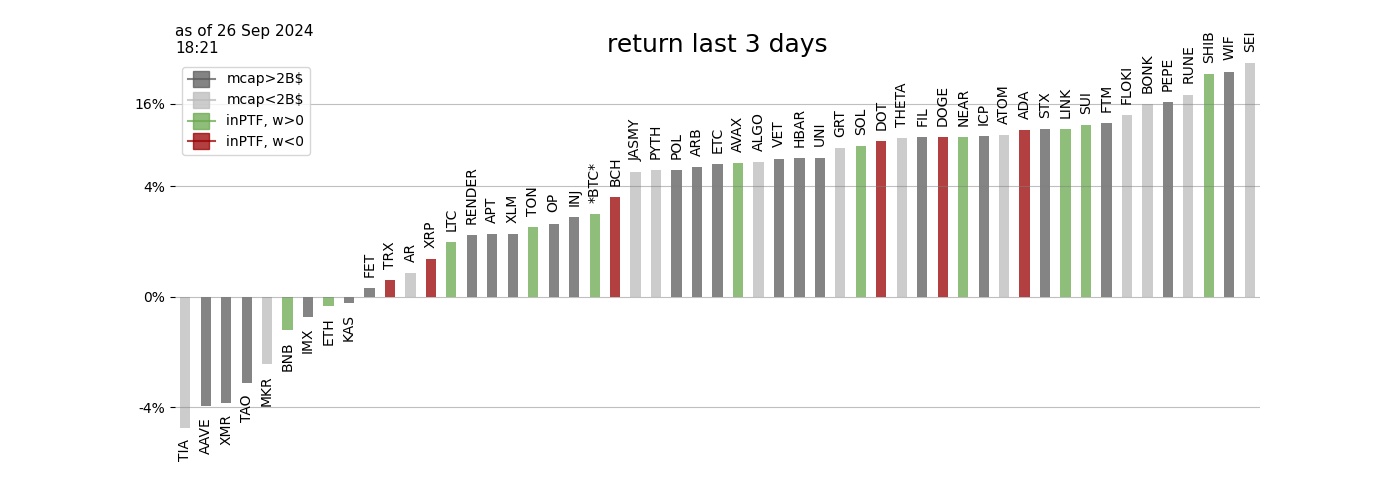 as of 26 Sep 2024
18:21
return last 3 days
mcap>2B$
mcap<2B$
inPTF, w>0
inPTF, w<0
16%
4%
0%
-4%
TIA
AAVE
XMR
TAO
MKR
BNB
IMX
ETH
KAS
FET
TRX
AR
XRP
LTC
RENDER
APT
XLM
TON
OP
INJ
*BTC*
BCH
JASMY
PYTH
POL
ARB
ETC
AVAX
ALGO
VET
HBAR
UNI
GRT
SOL
DOT
THETA
FIL
DOGE
NEAR
ICP
ATOM
ADA
STX
LINK
SUI
FTM
FLOKI
BONK
PEPE
RUNE
SHIB
WIF
SEI